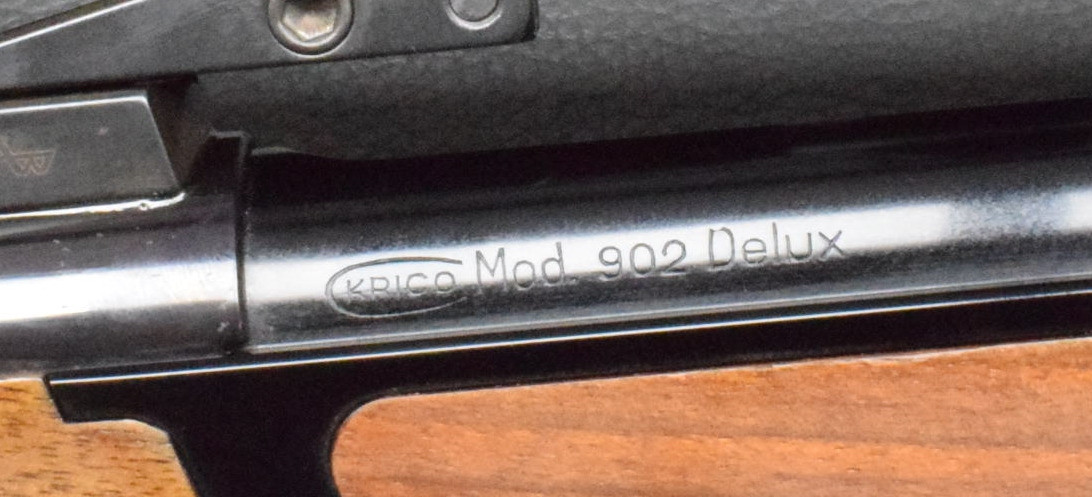 KRICO Mod. 902 Delux